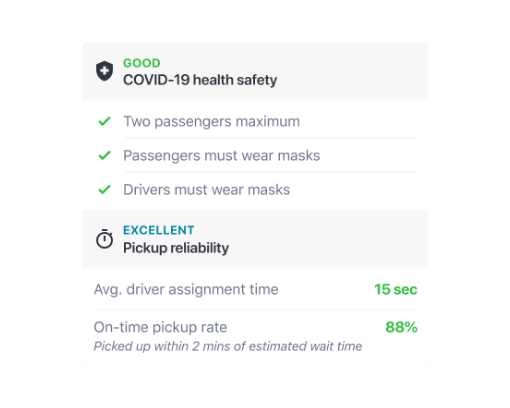 GOOD
COVID-19 health safety
Two passengers maximum
Passengers must wear masks
Drivers must wear masks
EXCELLENT
Pickup reliability
Avg. driver assignment time 15 sec
On-time pickup rate 88%
Picked up within 2 mins of estimated wait time